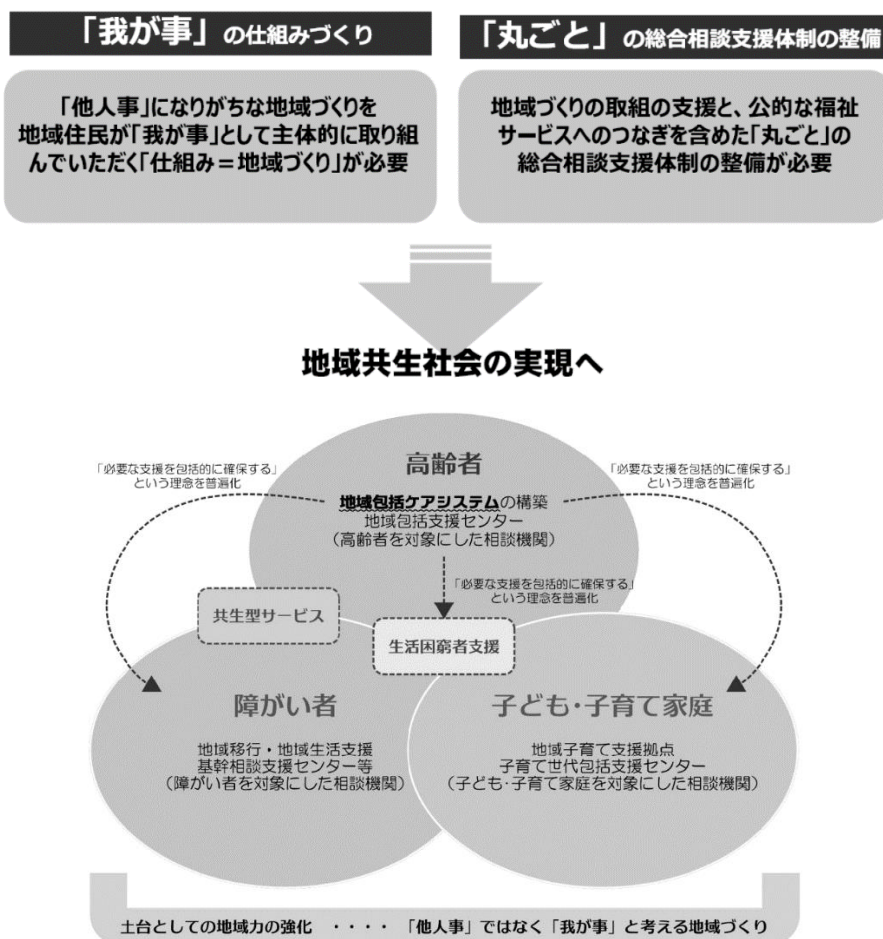 「我が事」の仕組みづくり
「他人事」になりがちな地域づくりを
地域住民が「我が事」として主体的に取り組
んでいただく「仕組み＝地域づくり」が必要
「丸ごと」の総合相談支援体制の整備
地域づくりの取組の支援と、公的な福祉
サービスへのつなぎを含めた「丸ごと」の
総合相談支援体制の整備が必要
地域共生社会の実現へ
高齢者
地域包括ケアシステムの構築
地域包括支援センター
（高齢者を対象にした相談機関）
「必要な支援を包括的に確保する」
という理念を普遍化
「必要な支援を包括的に確保する」
という理念を普遍化
「必要な支援を包括的に確保する」
という理念を普遍化
共生型サービス
生活困窮者支援
障がい者
地域移行・地域生活支援
基幹相談支援センター等
（障がい者を対象にした相談機関）
子ども・子育て家庭
地域子育て支援拠点
子育て世代包括支援センター
（子ども・子育て家庭を対象にした相談機関）
土台としての地域力の強化　・・・・　「他人事」ではなく「我が事」と考える地域づくり